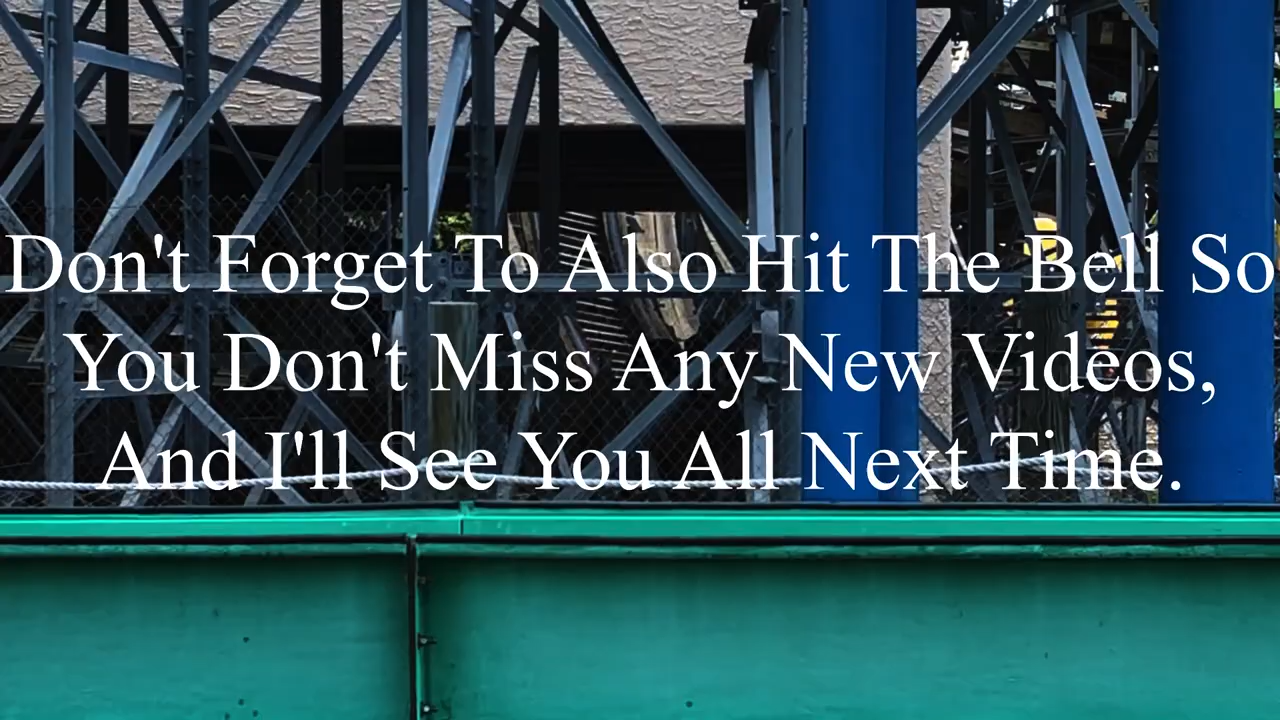 Don't Forget To Also Hit The Bell So
You Don't Miss Any New Videos,
And I'll See You All Next Time.